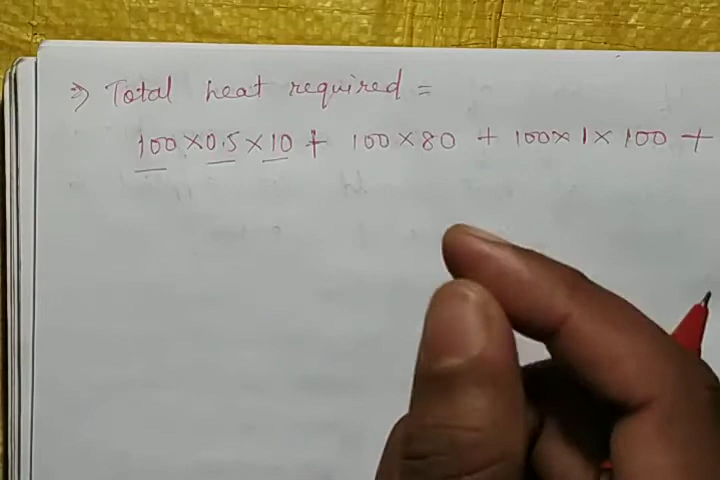 ⇒ Total heat required =
100 × 0.5 × 10 + 100 × 80 + 100 × 1 × 100 +